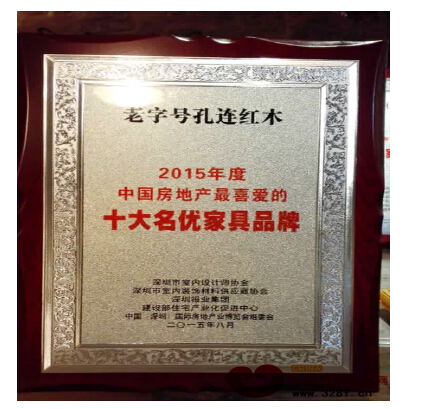 老字号孔连红木
2015年度
中国房地产最喜爱的
十大名优家具品牌
深圳市室内设计师协会
深圳市室内装饰材料供应商协会
深圳报业集团
建设部住宅产业化促进中心
中国(深圳)国际房地产业博览会组委会
二〇一五年八月
www.328f.cn